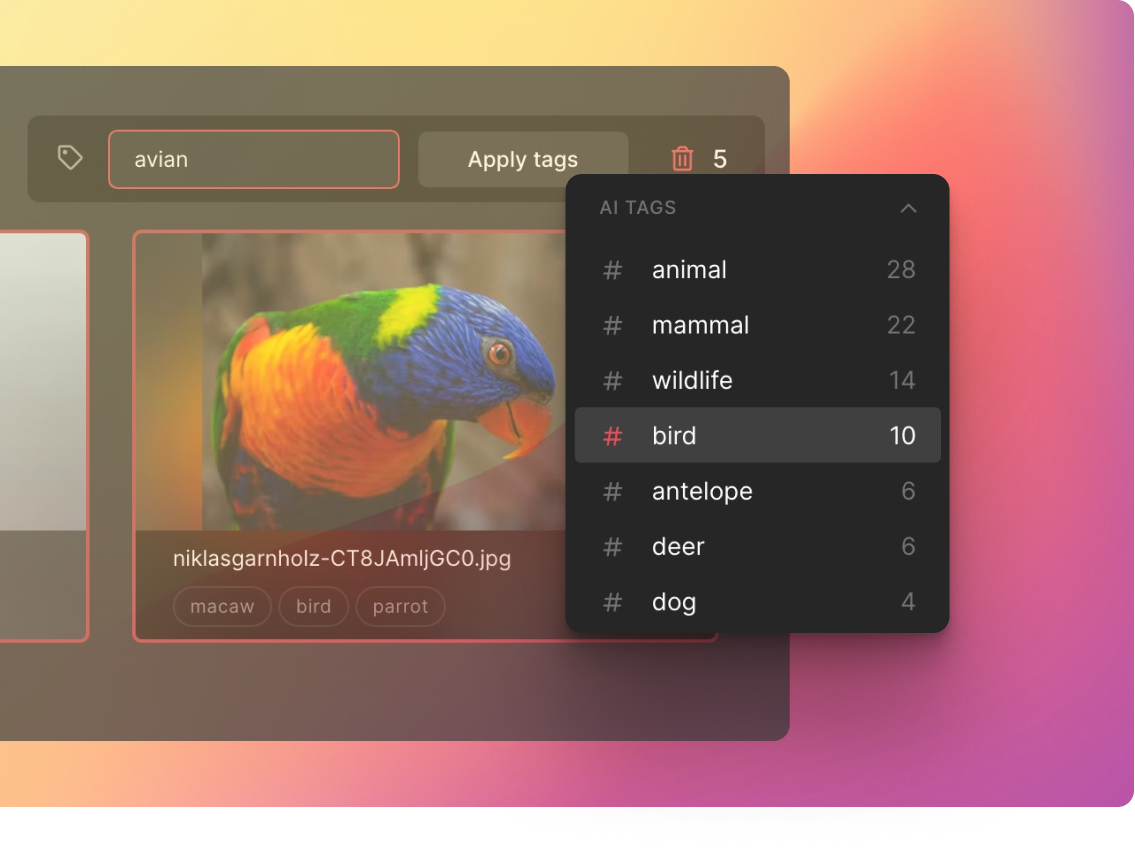 avian
Apply tags
5
AI TAGS
# animal 28
# mammal 22
# wildlife 14
# bird 10
# antelope 6
# deer 6
# dog 4
niklasgarnholz-CT8JAmljGC0.jpg
macaw bird parrot